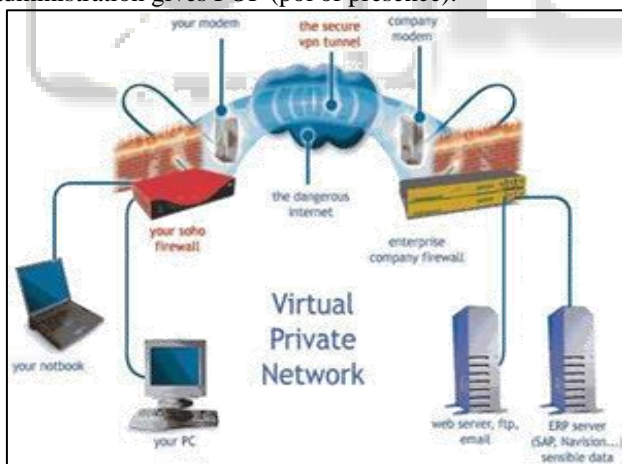 administration gives POP (pol of presence).
your modem
the secure
vpn tunnel
company
modem
the dangerous
internet
your soho
firewall
enterprise
company firewall
Virtual
Private
Network
your notbook
your PC
web server, ftp,
email
ERP server
(SAP, Navision...)
sensible data